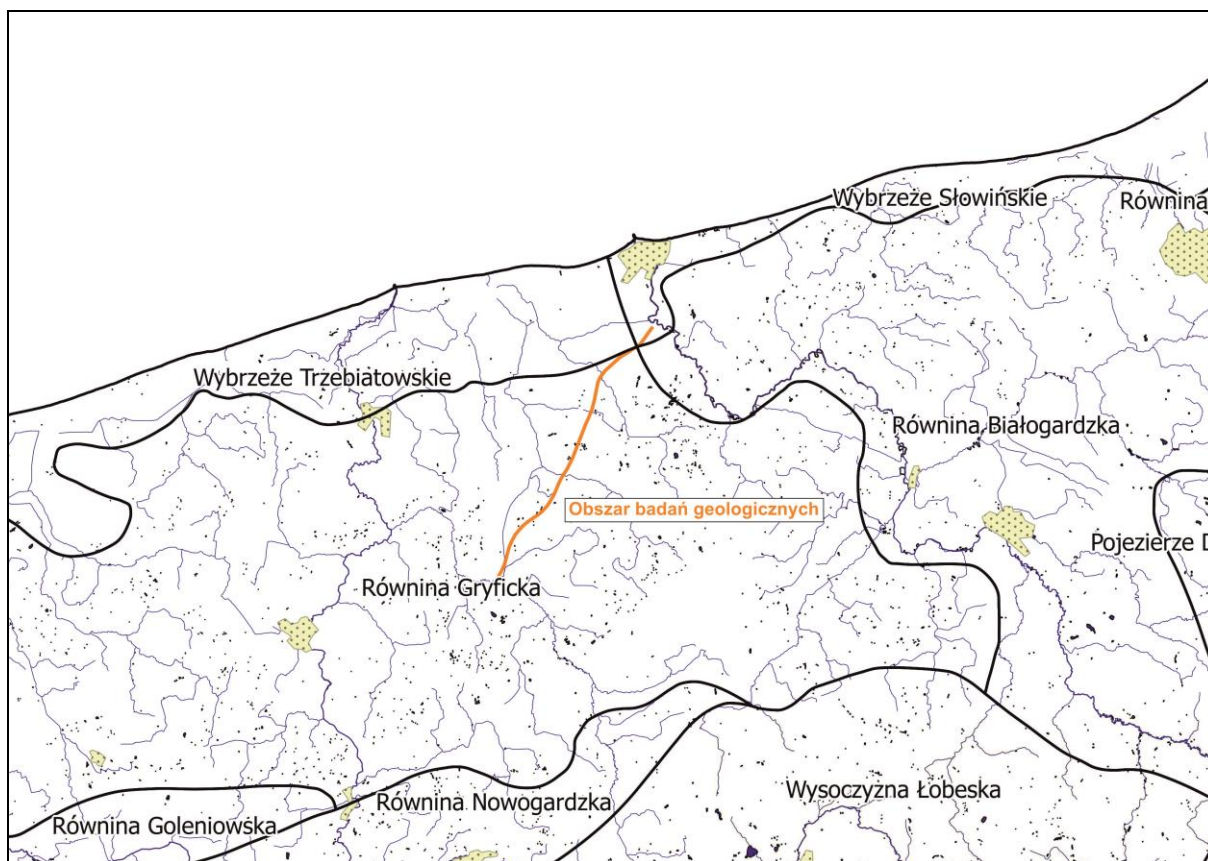 Wybrzeże Słowińskie
Równina
Wybrzeże Trzebiatowskie
Równina Białogardzka
Obszar badań geologicznych
Pojezierze D
Równina Gryficka
Wysoczyzna Łobeska
Równina Nowogardzka
Równina Goleniowska